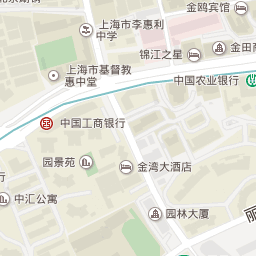 金鸥宾馆
上海市李惠利
中学
锦江之星
金田
上海市基督教
惠中堂
中国农业银行
中国工商银行
园景苑
金湾大酒店
中汇公寓
园林大厦